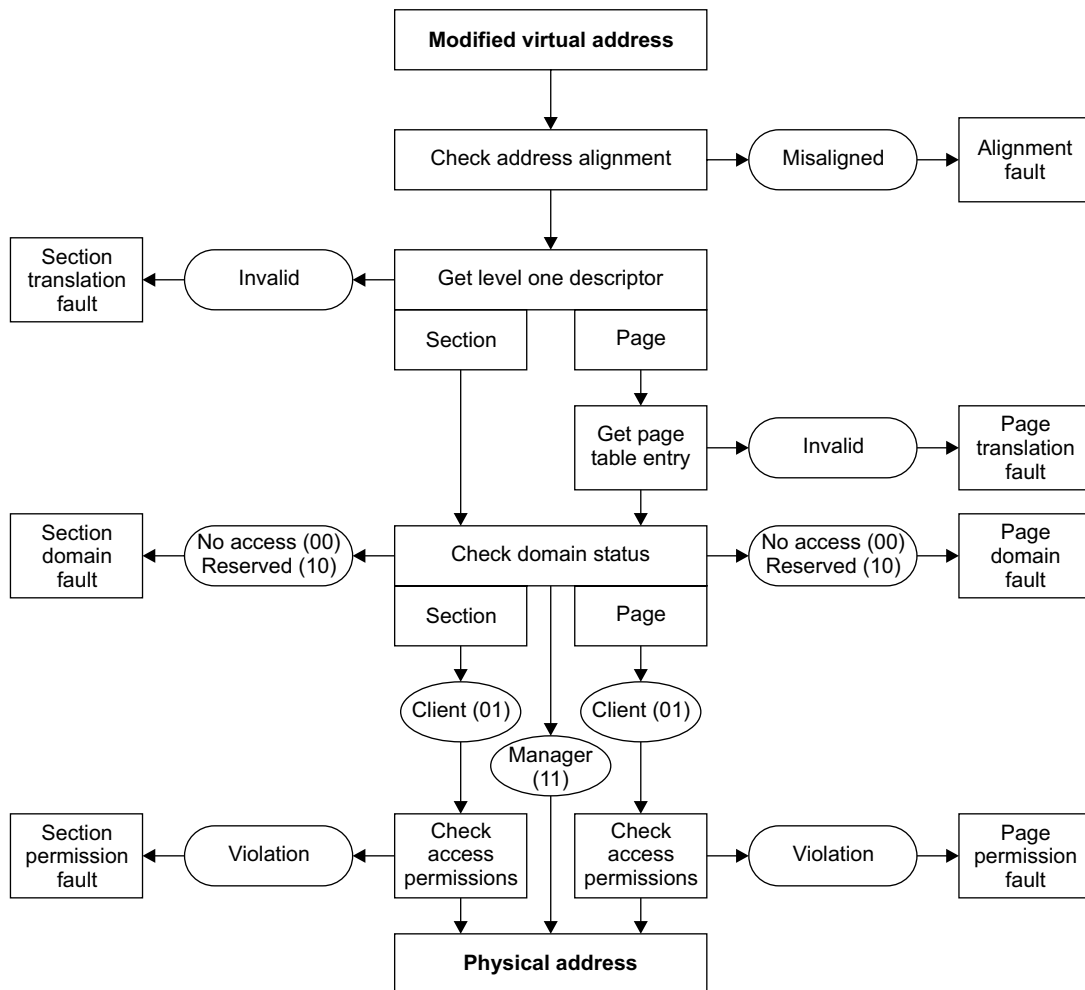 Modified virtual address
Check address alignment
Misaligned
Alignment
fault
Section
translation
fault
Invalid
Get level one descriptor
Section
Page
Get page
table entry
Invalid
Page
translation
fault
Section
domain
fault
No access (00)
Reserved (10)
Check domain status
No access (00)
Reserved (10)
Page
domain
fault
Section
Page
Client (01)
Client (01)
Manager
(11)
Section
permission
fault
Violation
Check
access
permissions
Check
access
permissions
Violation
Page
permission
fault
Physical address